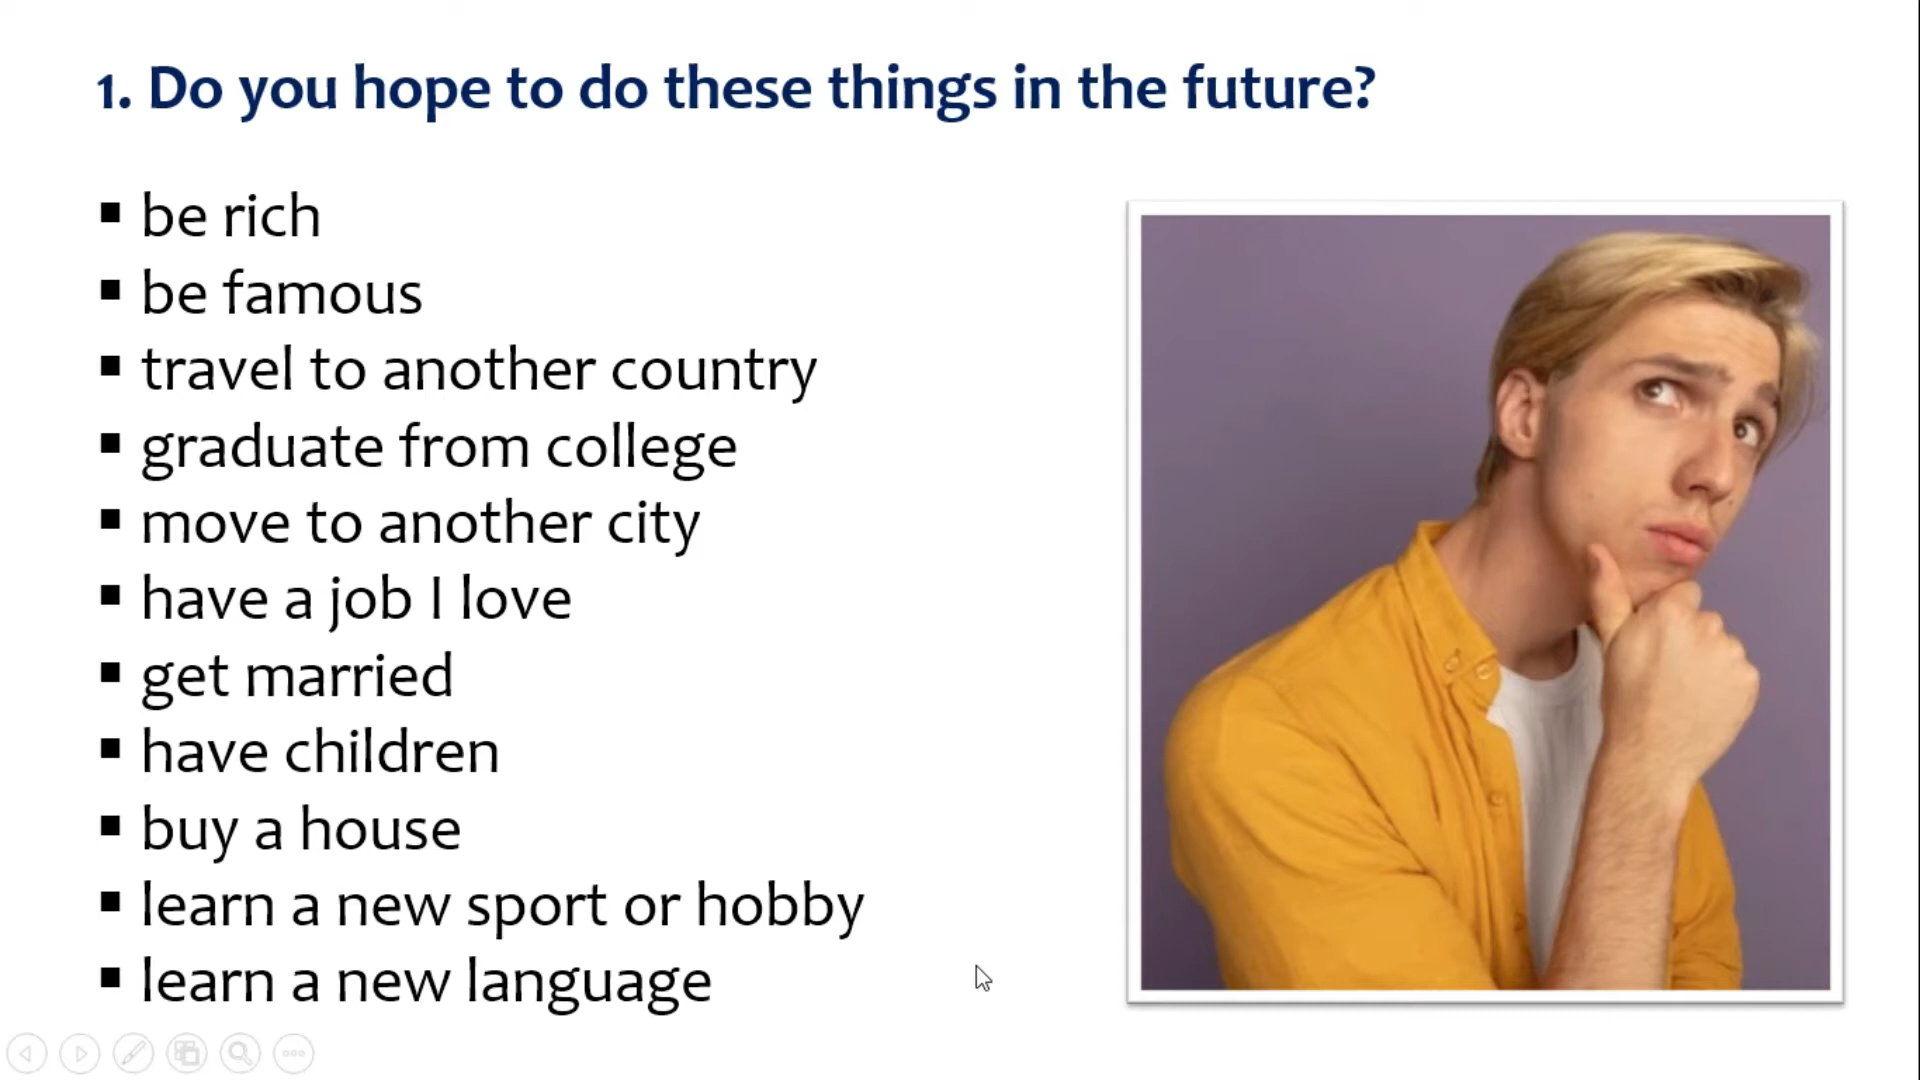 1. Do you hope to do these things in the future?
▪ be rich
▪ be famous
▪ travel to another country
▪ graduate from college
▪ move to another city
▪ have a job I love
▪ get married
▪ have children
▪ buy a house
▪ learn a new sport or hobby
▪ learn a new language